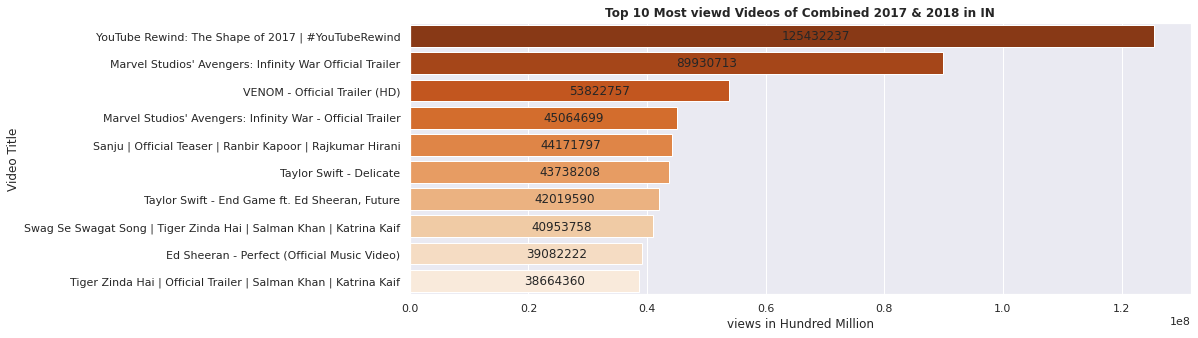 Top 10 Most viewd Videos of Combined 2017 & 2018 in IN
Video Title
YouTube Rewind: The Shape of 2017 | #YouTubeRewind 125432237
Marvel Studios' Avengers: Infinity War Official Trailer 89930713
VENOM - Official Trailer (HD) 53822757
Marvel Studios' Avengers: Infinity War - Official Trailer 45064699
Sanju | Official Teaser | Ranbir Kapoor | Rajkumar Hirani 44171797
Taylor Swift - Delicate 43738208
Taylor Swift - End Game ft. Ed Sheeran, Future 42019590
Swag Se Swagat Song | Tiger Zinda Hai | Salman Khan | Katrina Kaif 40953758
Ed Sheeran - Perfect (Official Music Video) 39082222
Tiger Zinda Hai | Official Trailer | Salman Khan | Katrina Kaif 38664360
0.0 0.2 0.4 0.6 0.8 1.0 1.2
1e8
views in Hundred Million